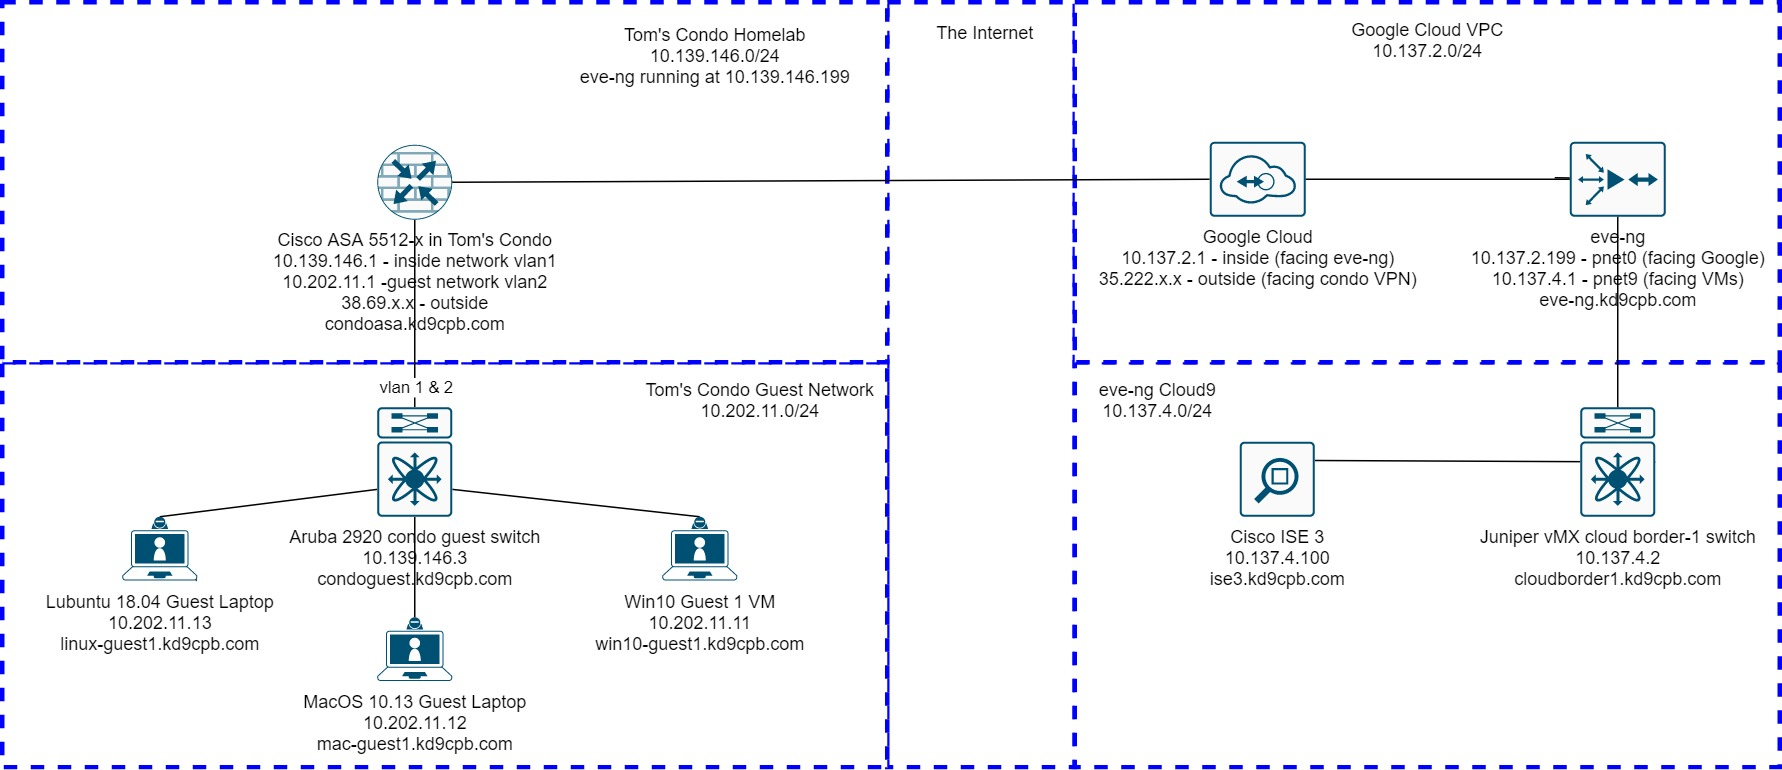 Tom's Condo Homelab
10.139.146.0/24
eve-ng running at 10.139.146.199
The Internet
Google Cloud VPC
10.137.2.0/24
Cisco ASA 5512-x in Tom's Condo
10.139.146.1 - inside network vlan1
10.202.11.1 -guest network vlan2
38.69.x.x - outside
condoasa.kd9cpb.com
Google Cloud
10.137.2.1 - inside (facing eve-ng)
35.222.x.x - outside (facing condo VPN)
eve-ng
10.137.2.199 - pnet0 (facing Google)
10.137.4.1 - pnet9 (facing VMs)
eve-ng.kd9cpb.com
vlan 1 & 2
Tom's Condo Guest Network
10.202.11.0/24
Aruba 2920 condo guest switch
10.139.146.3
condoguest.kd9cpb.com
Lubuntu 18.04 Guest Laptop
10.202.11.13
linux-guest1.kd9cpb.com
Win10 Guest 1 VM
10.202.11.11
win10-guest1.kd9cpb.com
MacOS 10.13 Guest Laptop
10.202.11.12
mac-guest1.kd9cpb.com
eve-ng Cloud9
10.137.4.0/24
Cisco ISE 3
10.137.4.100
ise3.kd9cpb.com
Juniper vMX cloud border-1 switch
10.137.4.2
cloudborder1.kd9cpb.com